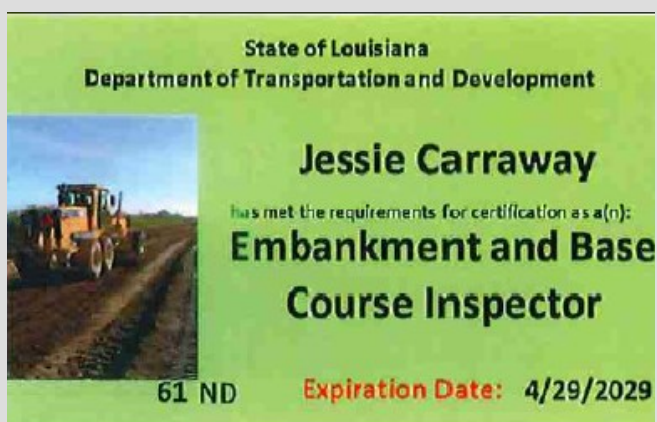 State of Louisiana
Department of Transportation and Development
Jessie Carraway
has met the requirements for certification as a(n):
Embankment and Base
Course Inspector
61 ND
Expiration Date: 4/29/2029